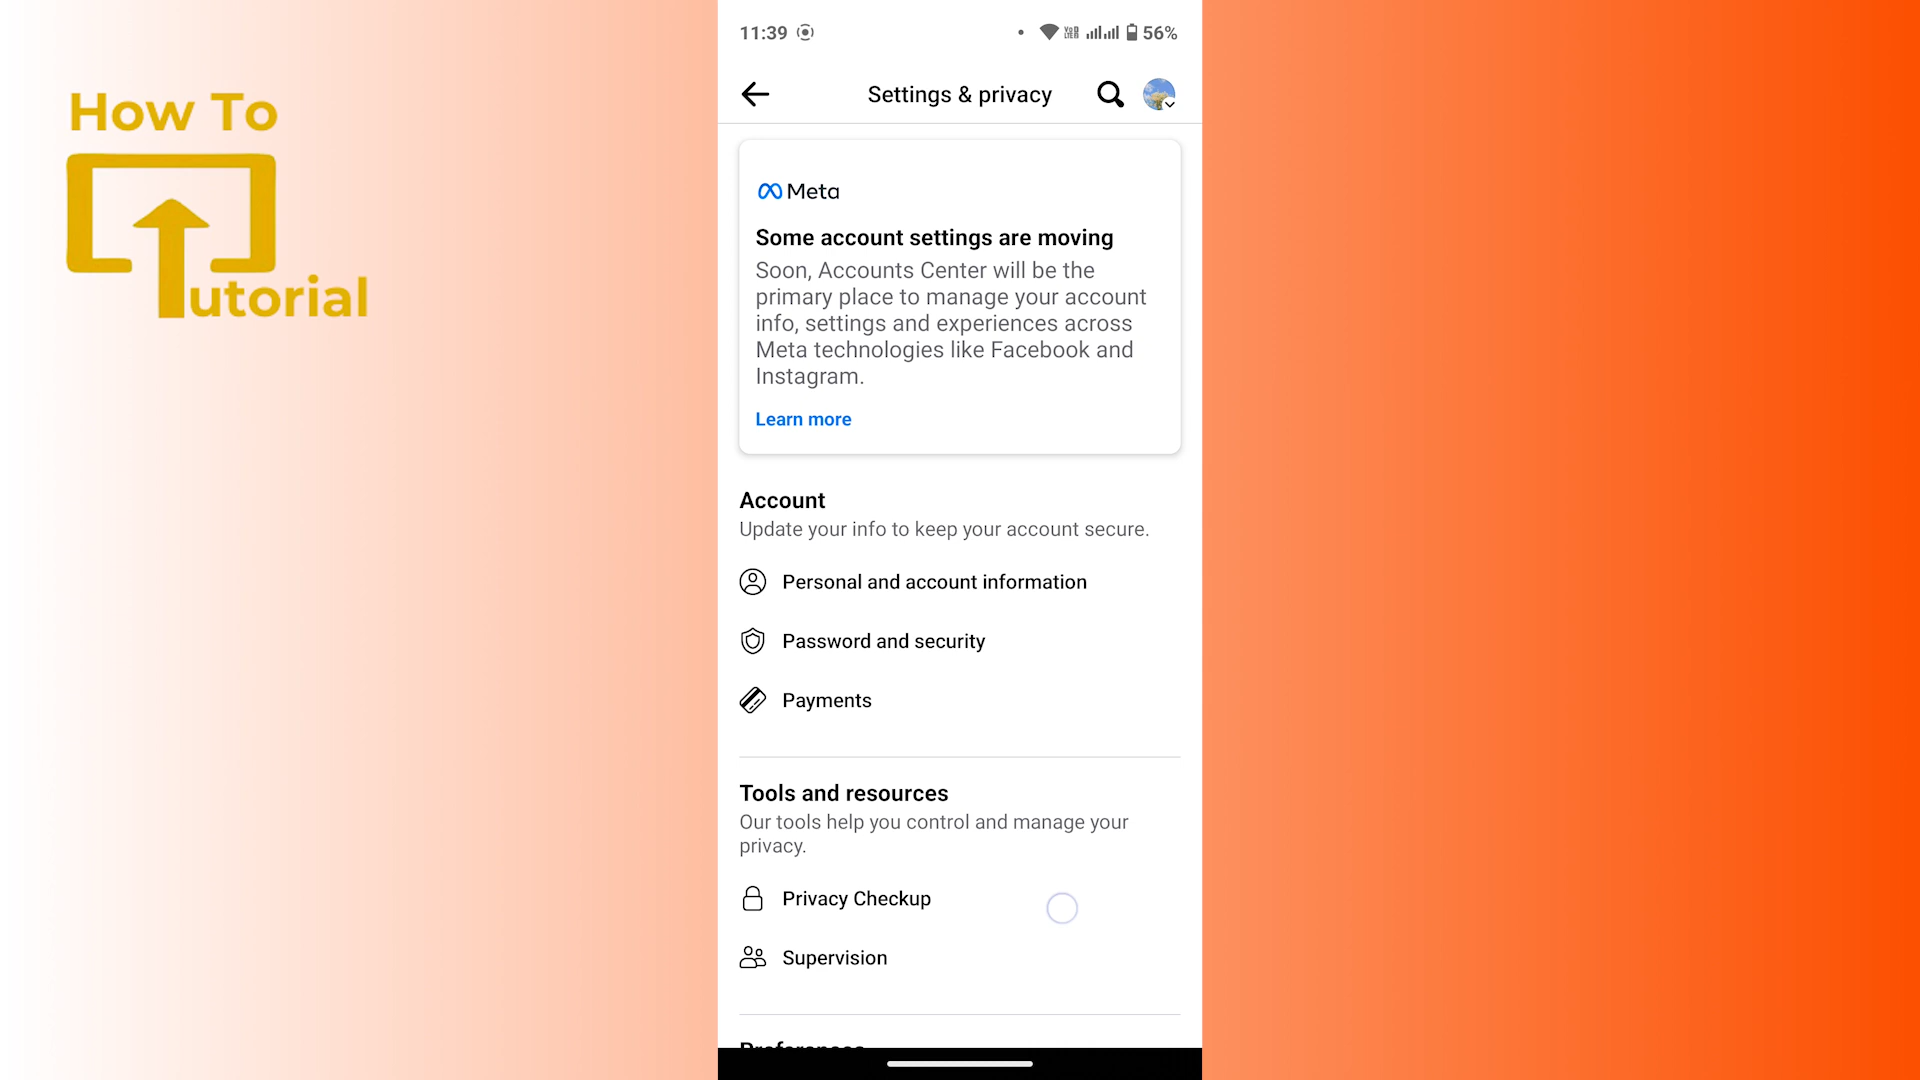 How To
Tutorial
11:39
56%
Settings & privacy
Meta
Some account settings are moving
Soon, Accounts Center will be the
primary place to manage your account
info, settings and experiences across
Meta technologies like Facebook and
Instagram.
Learn more
Account
Update your info to keep your account secure.
Personal and account information
Password and security
Payments
Tools and resources
Our tools help you control and manage your
privacy.
Privacy Checkup
Supervision
Preferences